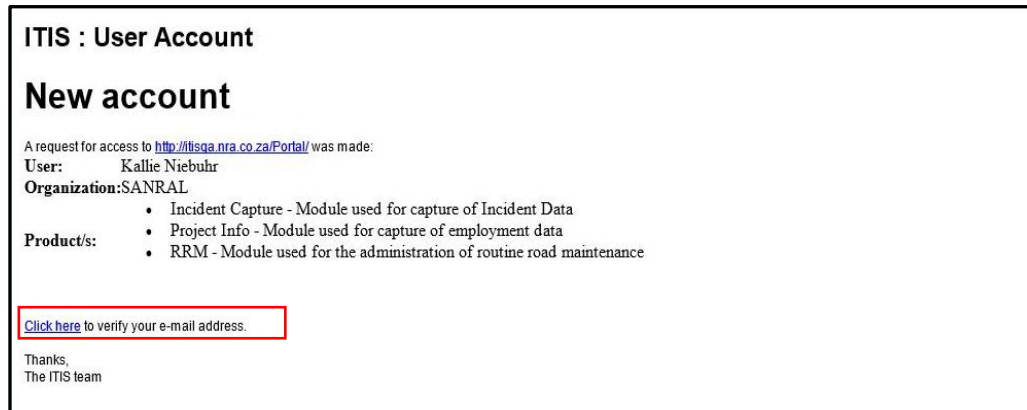 ITIS : User Account
New account
A request for access to http://itisqa.nra.co.za/Portal/ was made:
User: Kallie Niebuhr
Organization:SANRAL
Product/s:
• Incident Capture - Module used for capture of Incident Data
• Project Info - Module used for capture of employment data
• RRM - Module used for the administration of routine road maintenance
Click here to verify your e-mail address.
Thanks,
The ITIS team